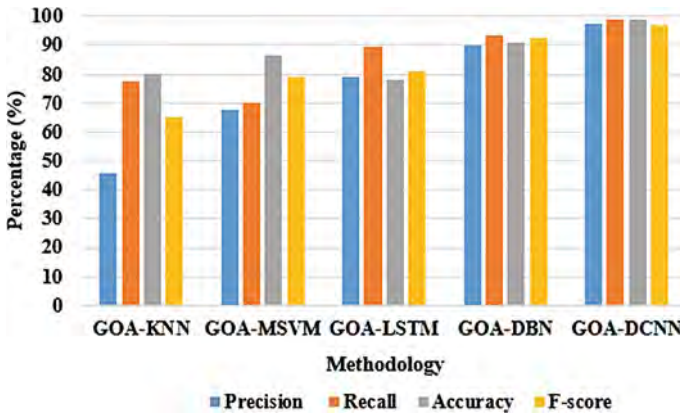 Percentage (%)
100
90
80
70
60
50
40
30
20
10
0
GOA-KNN GOA-MSVM GOA-LSTM GOA-DBN GOA-DCNN
Methodology
Precision Recall Accuracy F-score